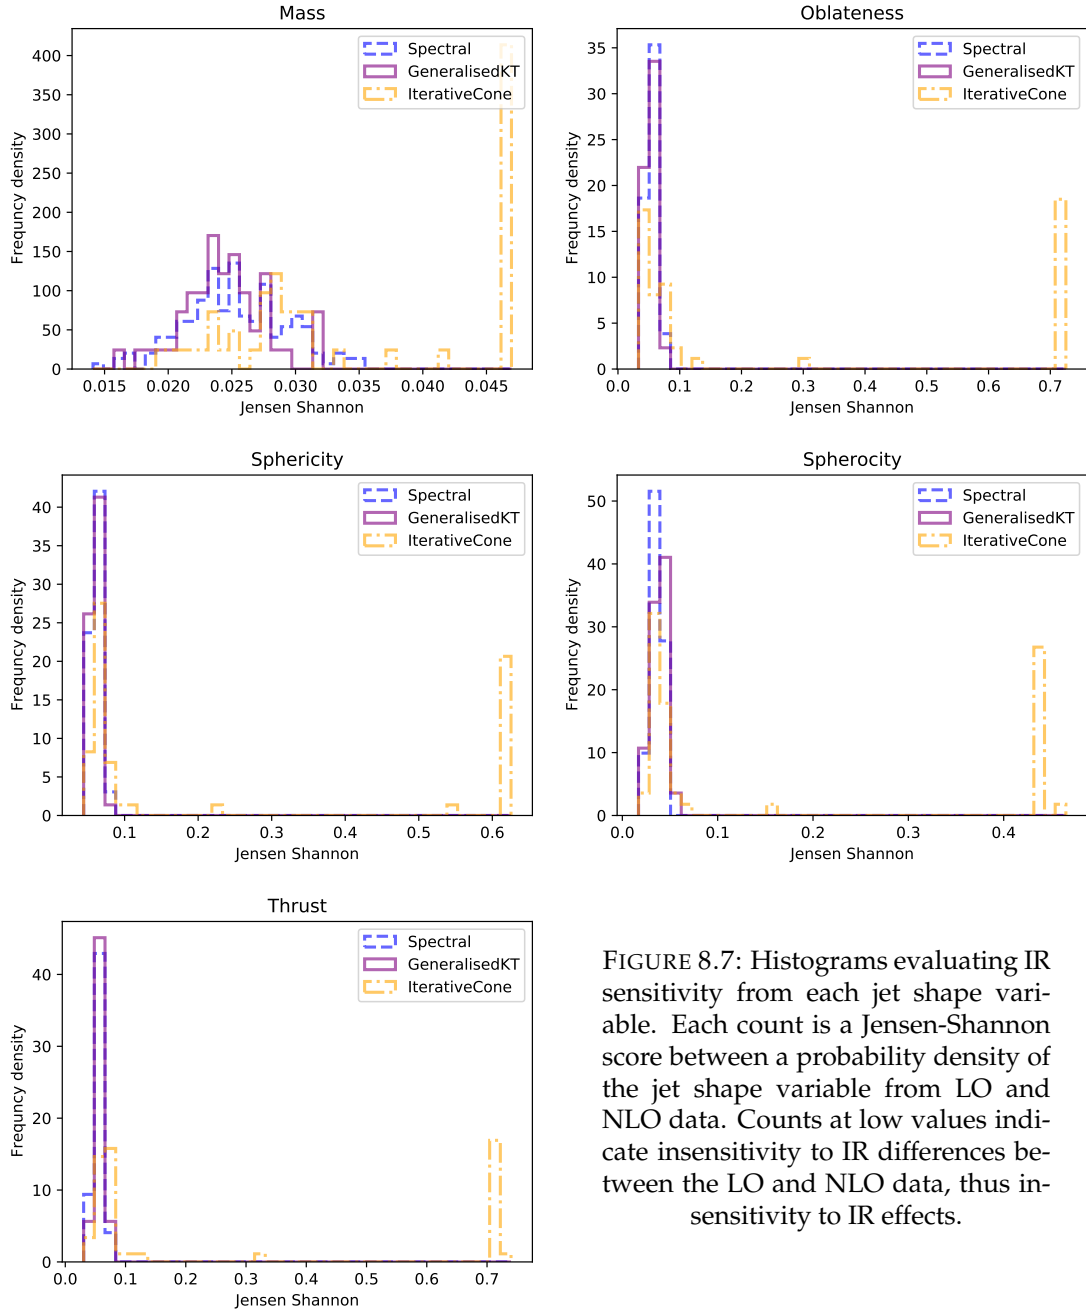 Mass
Frequncy density
400
350
300
250
200
150
100
50
0
Spectral
GeneralisedKT
IterativeCone
0.015 0.020 0.025 0.030 0.035 0.040 0.045
Jensen Shannon
Oblateness
Frequncy density
35
30
25
20
15
10
5
0
Spectral
GeneralisedKT
IterativeCone
0.0 0.1 0.2 0.3 0.4 0.5 0.6 0.7
Jensen Shannon
Sphericity
Frequncy density
40
35
30
25
20
15
10
5
0
Spectral
GeneralisedKT
IterativeCone
0.1 0.2 0.3 0.4 0.5 0.6
Jensen Shannon
Spherocity
Frequncy density
50
40
30
20
10
0
Spectral
GeneralisedKT
IterativeCone
0.0 0.1 0.2 0.3 0.4
Jensen Shannon
Thrust
Frequncy density
40
30
20
10
0
Spectral
GeneralisedKT
IterativeCone
0.0 0.1 0.2 0.3 0.4 0.5 0.6 0.7
Jensen Shannon
FIGURE 8.7: Histograms evaluating IR
sensitivity from each jet shape vari-
able. Each count is a Jensen-Shannon
score between a probability density of
the jet shape variable from LO and
NLO data. Counts at low values indi-
cate insensitivity to IR differences be-
tween the LO and NLO data, thus in-
sensitivity to IR effects.